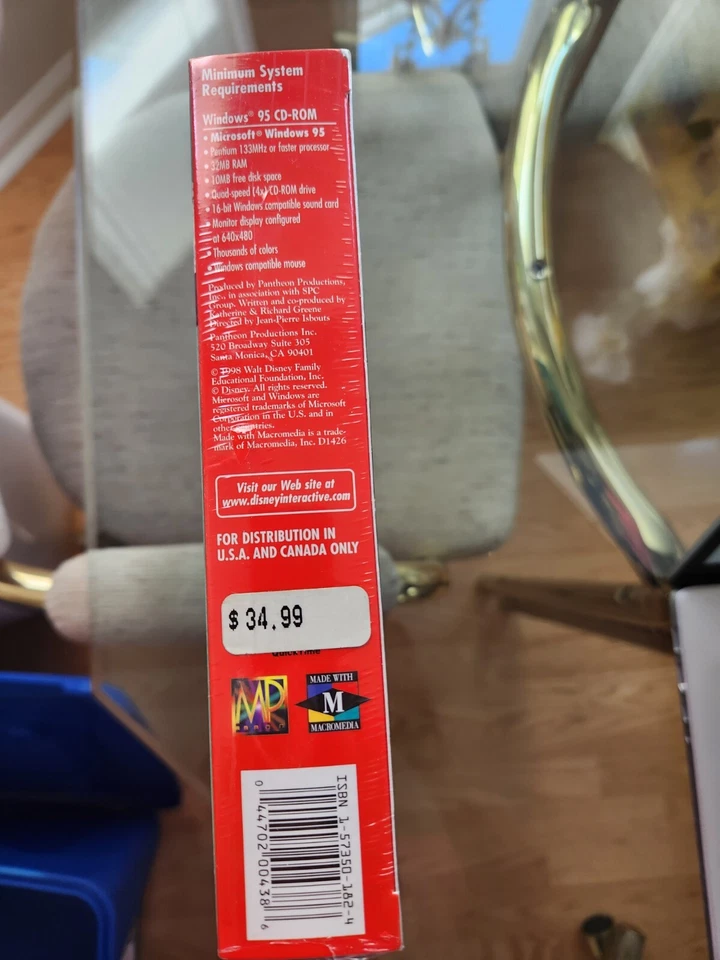 Minimum System
Requirements
Windows® 95 CD-ROM
• Microsoft® Windows 95
• Pentium 133MHz or faster processor
• 32MB RAM
• 10MB free disk space
• Quad-speed (4x) CD-ROM drive
• 16-bit Windows compatible sound card
• Monitor display configured
at 640x480
• Thousands of colors
• Windows compatible mouse
Produced by Pantheon Productions,
Inc., in association with SPC
Group. Written and co-produced by
Katherine & Richard Greene
Directed by Jean-Pierre Isbouts
Pantheon Productions Inc.
520 Broadway Suite 305
Santa Monica, CA 90401
© 1998 Walt Disney Family
Educational Foundation, Inc.
© Disney. All rights reserved.
Microsoft and Windows are
registered trademarks of Microsoft
Corporation in the U.S. and in
other countries.
Made with Macromedia is a trade-
mark of Macromedia, Inc. D1426
Visit our Web site at
www.disneyinteractive.com
FOR DISTRIBUTION IN
U.S.A. AND CANADA ONLY
$ 34.99
QuickTime
MADE WITH
M
MACROMEDIA
ISBN 1-57350-182-4
0 44702 00438 6